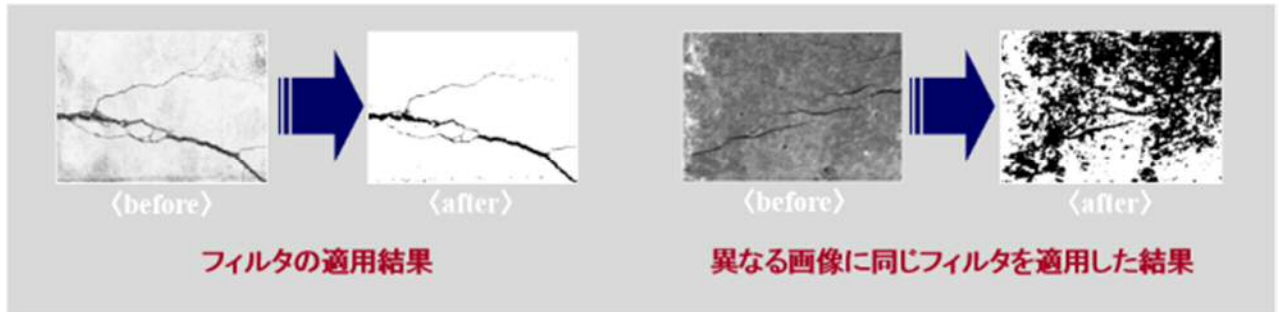 〈before〉
〈after〉
フィルタの適用結果
〈before〉
〈after〉
異なる画像に同じフィルタを適用した結果